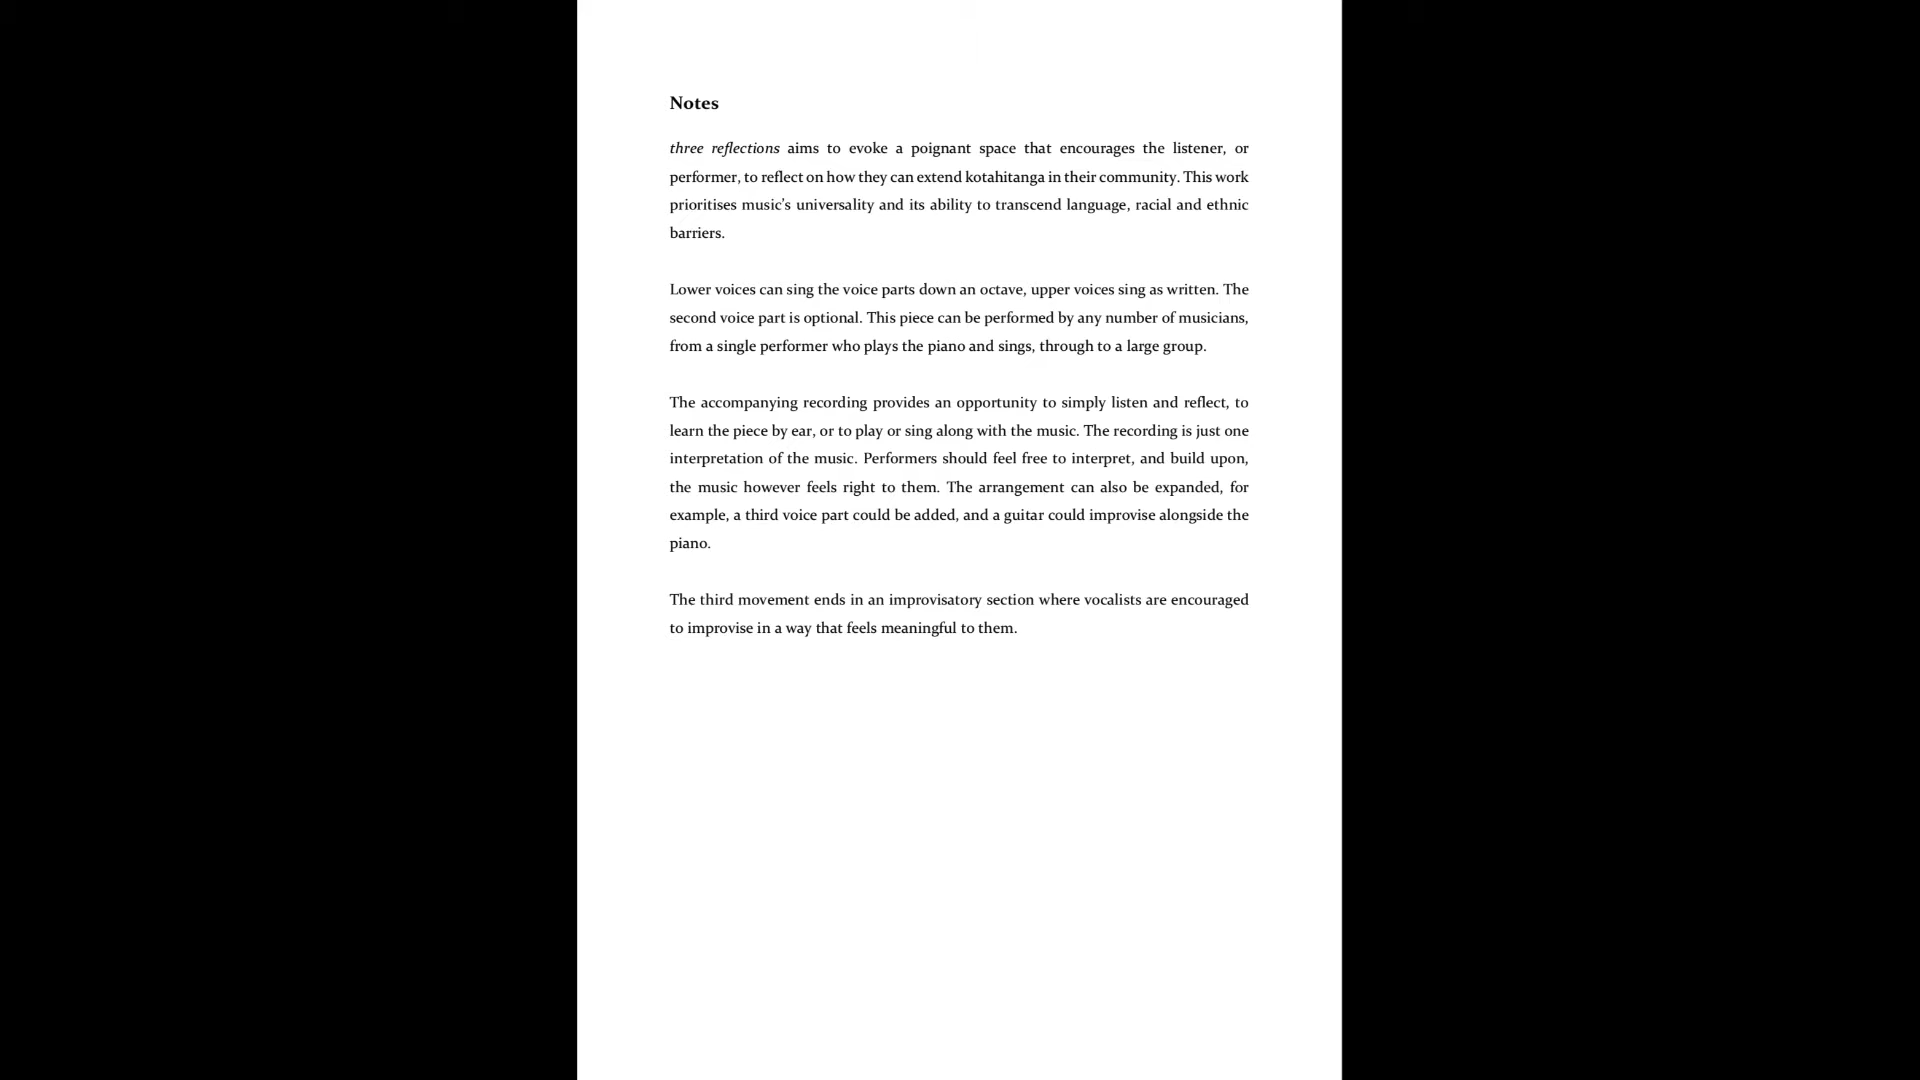 Notes
three reflections aims to evoke a poignant space that encourages the listener, or
performer, to reflect on how they can extend kotahitanga in their community. This work
prioritises music's universality and its ability to transcend language, racial and ethnic
barriers.
Lower voices can sing the voice parts down an octave, upper voices sing as written. The
second voice part is optional. This piece can be performed by any number of musicians,
from a single performer who plays the piano and sings, through to a large group.
The accompanying recording provides an opportunity to simply listen and reflect, to
learn the piece by ear, or to play or sing along with the music. The recording is just one
interpretation of the music. Performers should feel free to interpret, and build upon,
the music however feels right to them. The arrangement can also be expanded, for
example, a third voice part could be added, and a guitar could improvise alongside the
piano.
The third movement ends in an improvisatory section where vocalists are encouraged
to improvise in a way that feels meaningful to them.